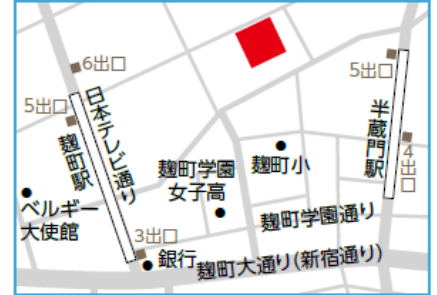 6出口
5出口
日本テレビ通り
麹町駅
ベルギー
大使館
3出口
銀行
麹町学園
女子高
麹町小
麹町学園通り
麹町大通り(新宿通り)
5出口
半蔵門駅
4出口